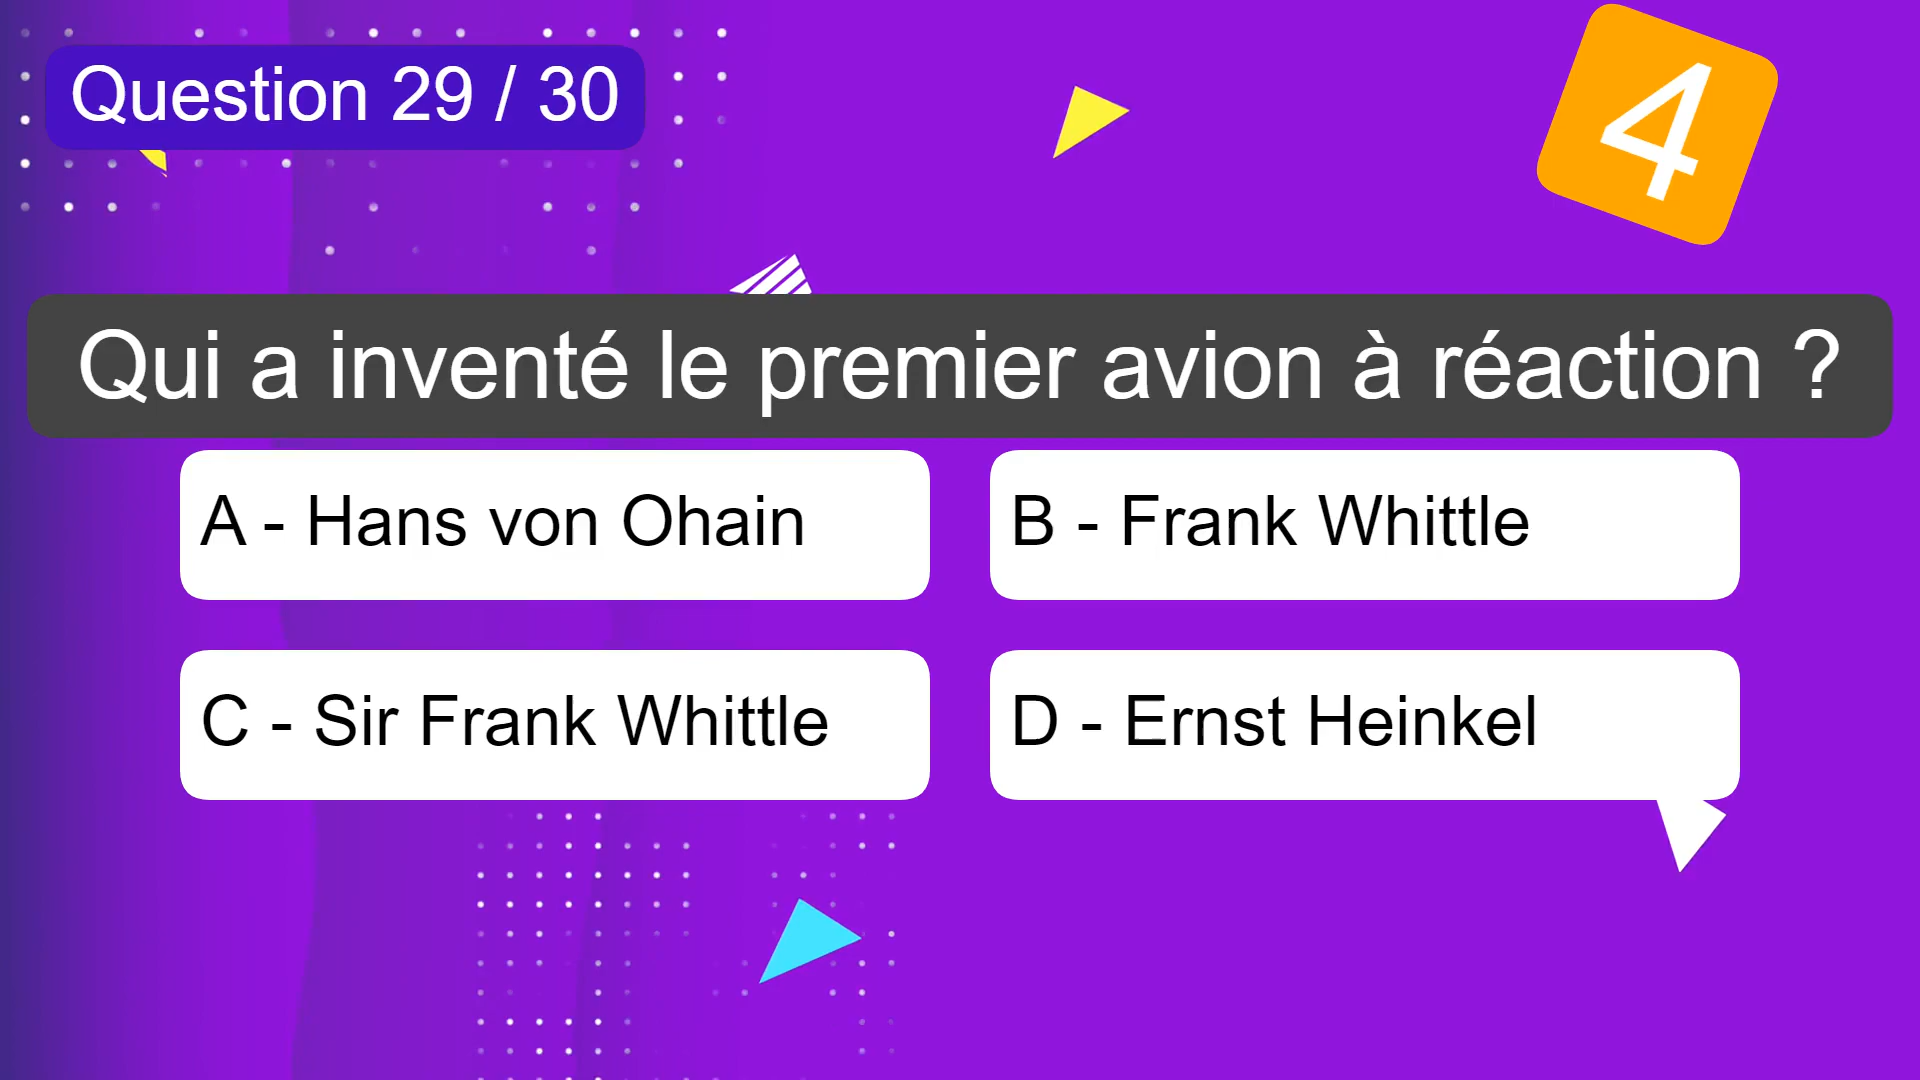 Question 29 / 30
4
Qui a inventé le premier avion à réaction ?
A - Hans von Ohain
B - Frank Whittle
C - Sir Frank Whittle
D - Ernst Heinkel